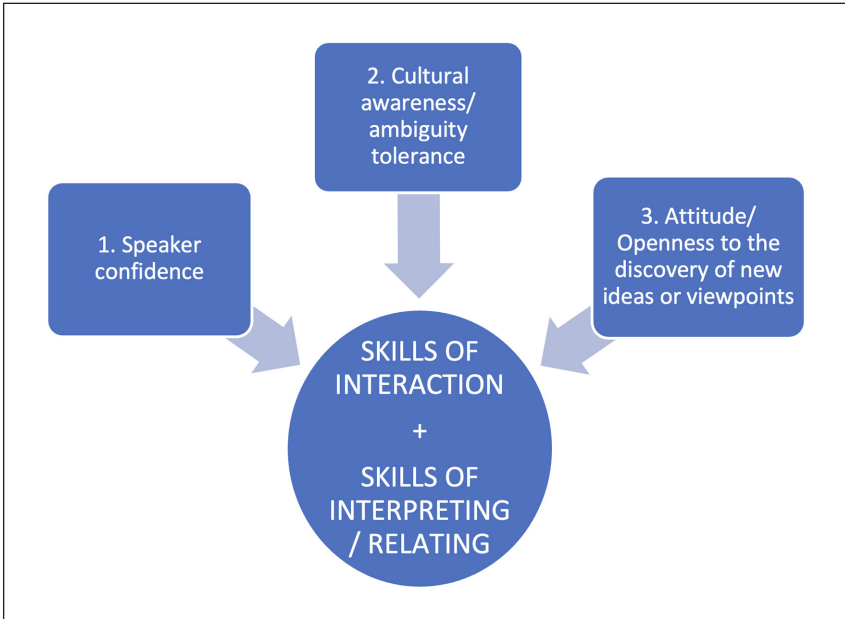 1. Speaker
confidence
2. Cultural
awareness/
ambiguity
tolerance
3. Attitude/
Openness to the
discovery of new
ideas or viewpoints
SKILLS OF
INTERACTION
+
SKILLS OF
INTERPRETING
/ RELATING